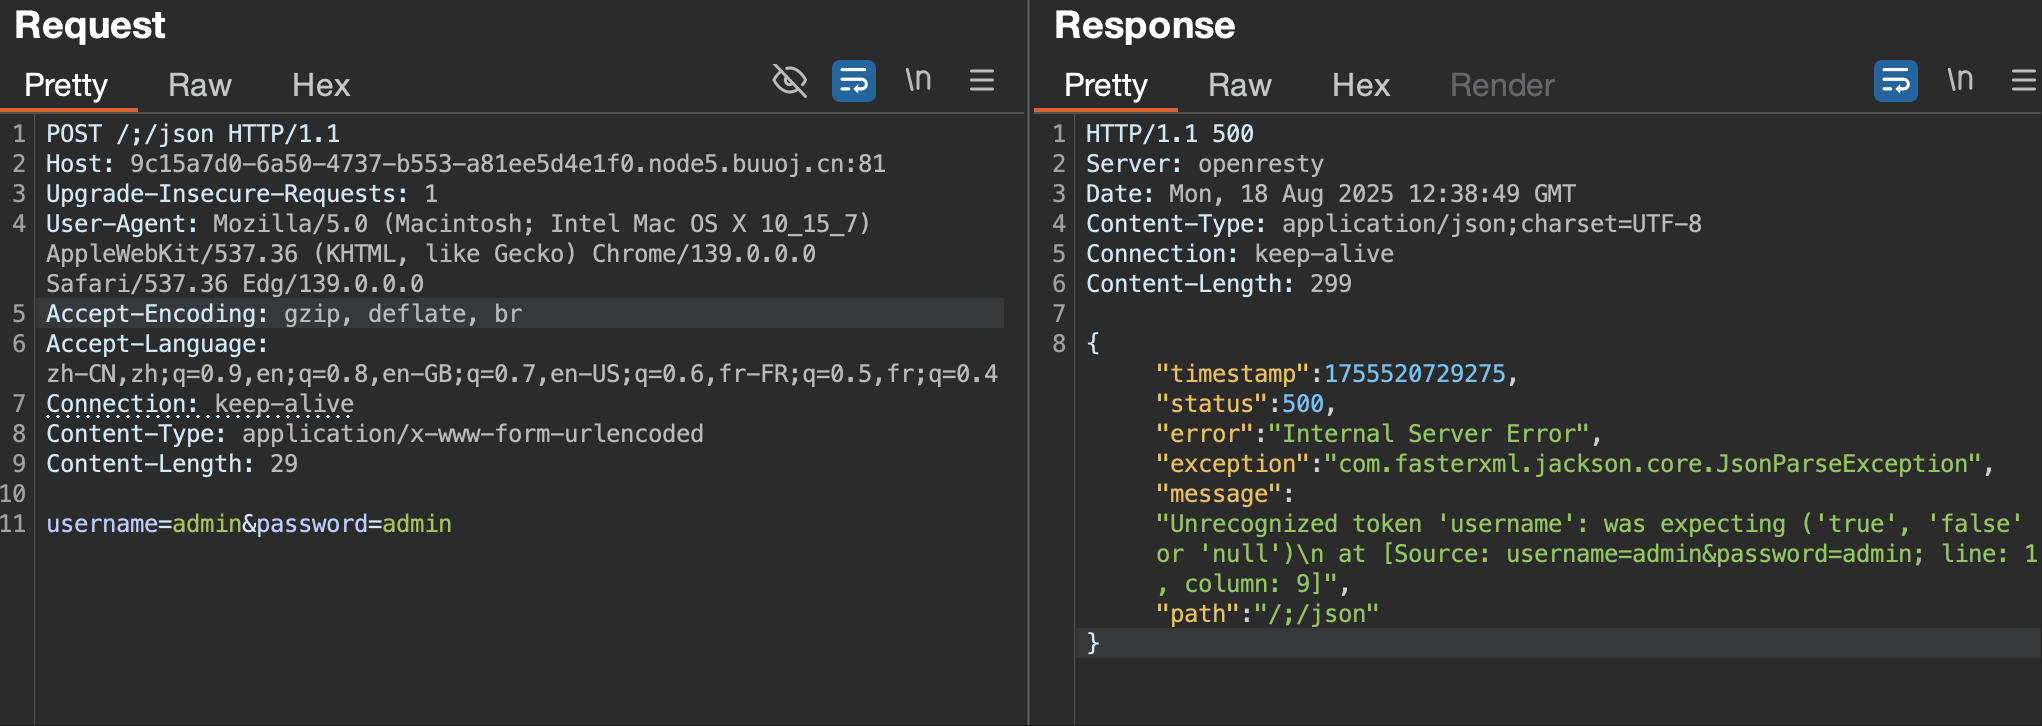 Request
Pretty Raw Hex \n
1 POST /;/json HTTP/1.1
2 Host: 9c15a7d0-6a50-4737-b553-a81ee5d4e1f0.node5.buuoj.cn:81
3 Upgrade-Insecure-Requests: 1
4 User-Agent: Mozilla/5.0 (Macintosh; Intel Mac OS X 10_15_7)
AppleWebKit/537.36 (KHTML, like Gecko) Chrome/139.0.0.0
Safari/537.36 Edg/139.0.0.0
5 Accept-Encoding: gzip, deflate, br
6 Accept-Language:
zh-CN,zh;q=0.9,en;q=0.8,en-GB;q=0.7,en-US;q=0.6,fr-FR;q=0.5,fr;q=0.4
7 Connection: keep-alive
8 Content-Type: application/x-www-form-urlencoded
9 Content-Length: 29
10
11 username=admin&password=admin
Response
Pretty Raw Hex Render \n
1 HTTP/1.1 500
2 Server: openresty
3 Date: Mon, 18 Aug 2025 12:38:49 GMT
4 Content-Type: application/json;charset=UTF-8
5 Connection: keep-alive
6 Content-Length: 299
7
8 {
"timestamp":1755520729275,
"status":500,
"error":"Internal Server Error",
"exception":"com.fasterxml.jackson.core.JsonParseException",
"message":
"Unrecognized token 'username': was expecting ('true', 'false'
or 'null')\n at [Source: username=admin&password=admin; line: 1
, column: 9]",
"path":"/;/json"
}